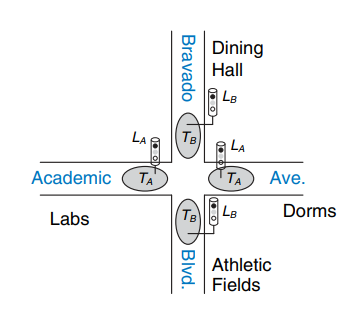 Bravado
Dining
Hall
LB
LA
TB
LA
Academic
TA
TA
Ave.
Labs
TB
LB
Dorms
Blvd.
Athletic
Fields